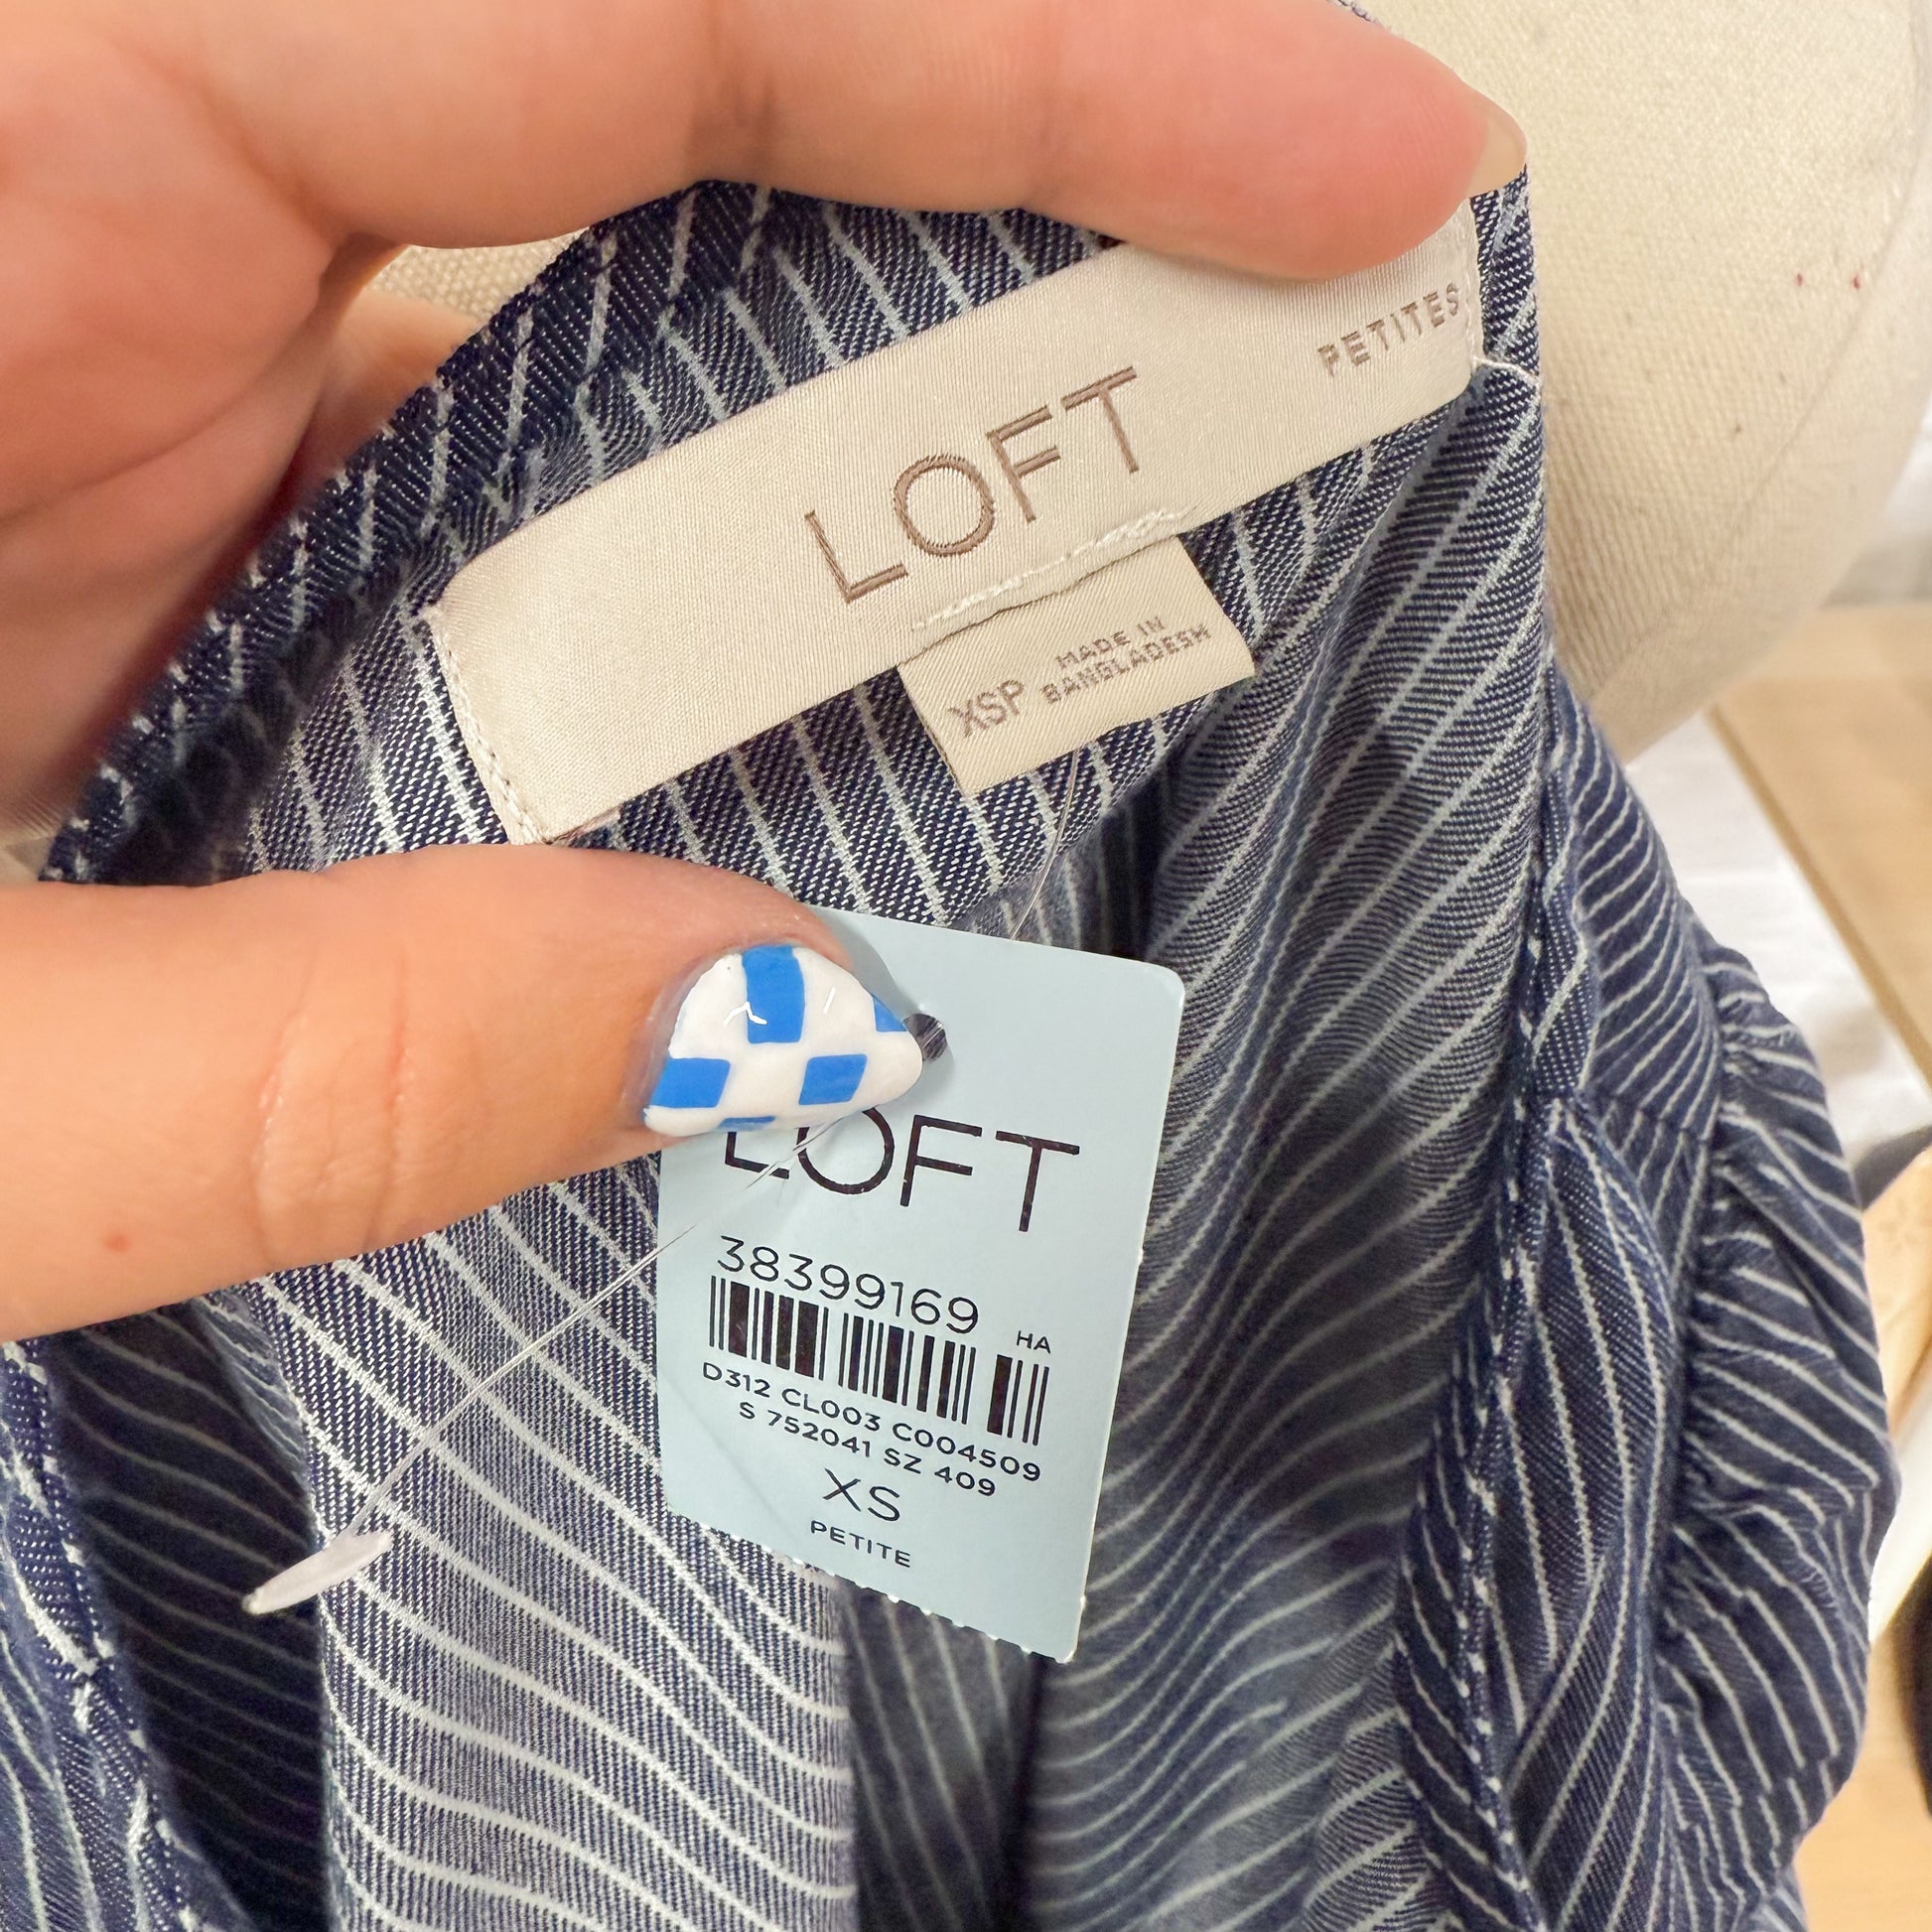 PETITES
LOFT
XSP
MADE IN
BANGLADESH
LOFT
38399169
HA
D312 CL003 C004509
S 752041 SZ 409
XS
PETITE